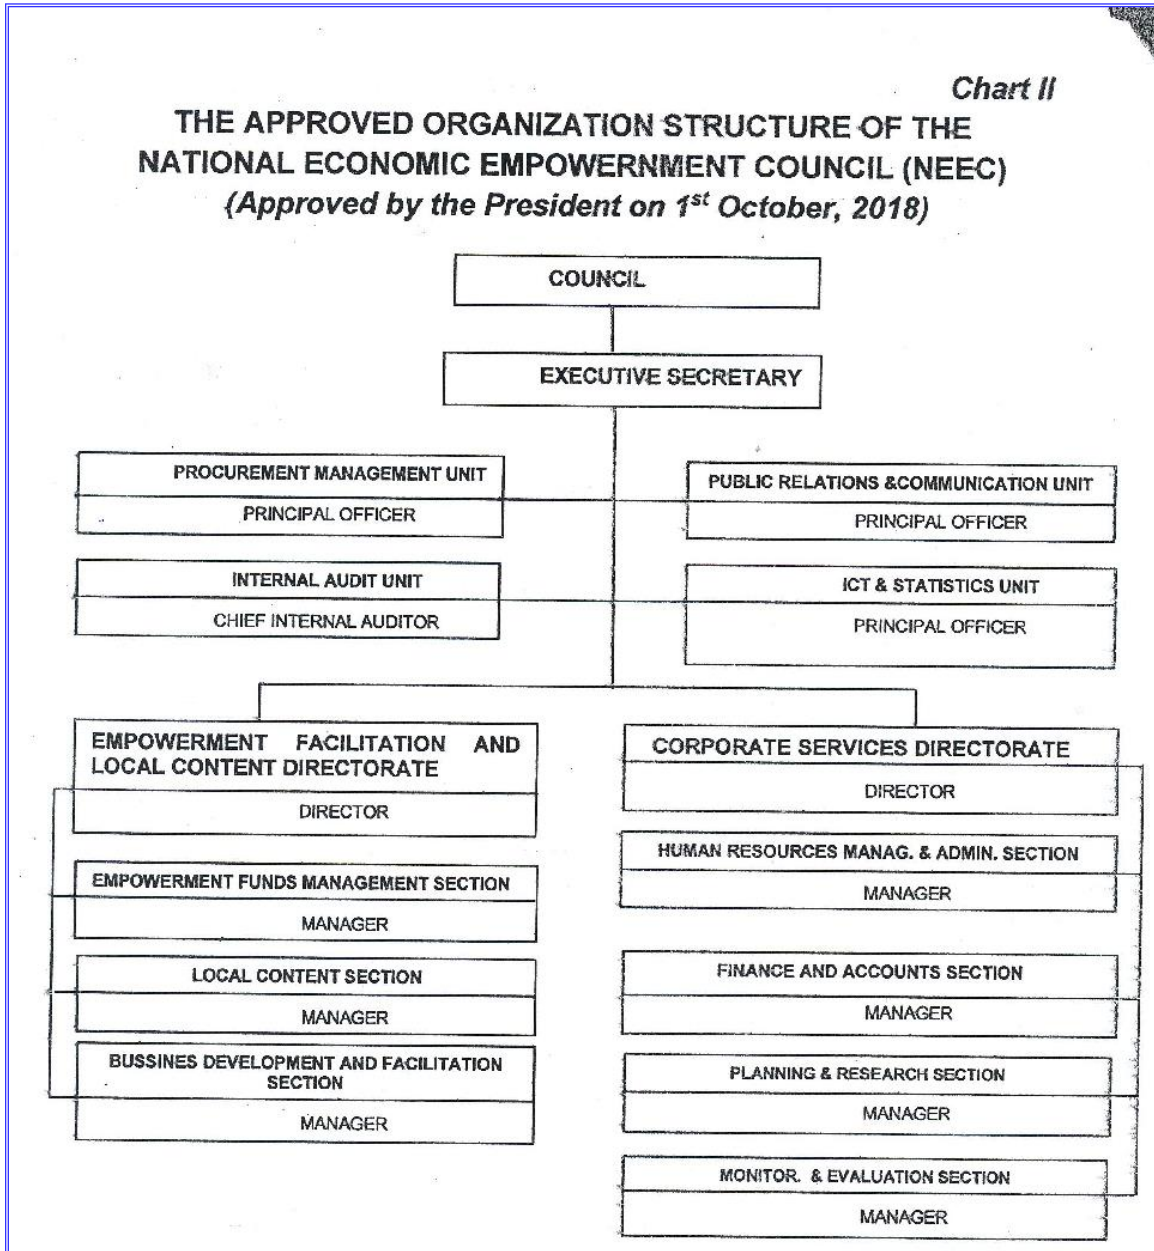 Chart II
THE APPROVED ORGANIZATION STRUCTURE OF THE
NATIONAL ECONOMIC EMPOWERNMENT COUNCIL (NEEC)
(Approved by the President on 1st October, 2018)
COUNCIL
EXECUTIVE SECRETARY
PROCUREMENT MANAGEMENT UNIT
PRINCIPAL OFFICER
PUBLIC RELATIONS &COMMUNICATION UNIT
PRINCIPAL OFFICER
INTERNAL AUDIT UNIT
CHIEF INTERNAL AUDITOR
ICT & STATISTICS UNIT
PRINCIPAL OFFICER
EMPOWERMENT FACILITATION AND
LOCAL CONTENT DIRECTORATE
DIRECTOR
EMPOWERMENT FUNDS MANAGEMENT SECTION
MANAGER
LOCAL CONTENT SECTION
MANAGER
BUSSINES DEVELOPMENT AND FACILITATION
SECTION
MANAGER
CORPORATE SERVICES DIRECTORATE
DIRECTOR
HUMAN RESOURCES MANAG. & ADMIN. SECTION
MANAGER
FINANCE AND ACCOUNTS SECTION
MANAGER
PLANNING & RESEARCH SECTION
MANAGER
MONITOR. & EVALUATION SECTION
MANAGER